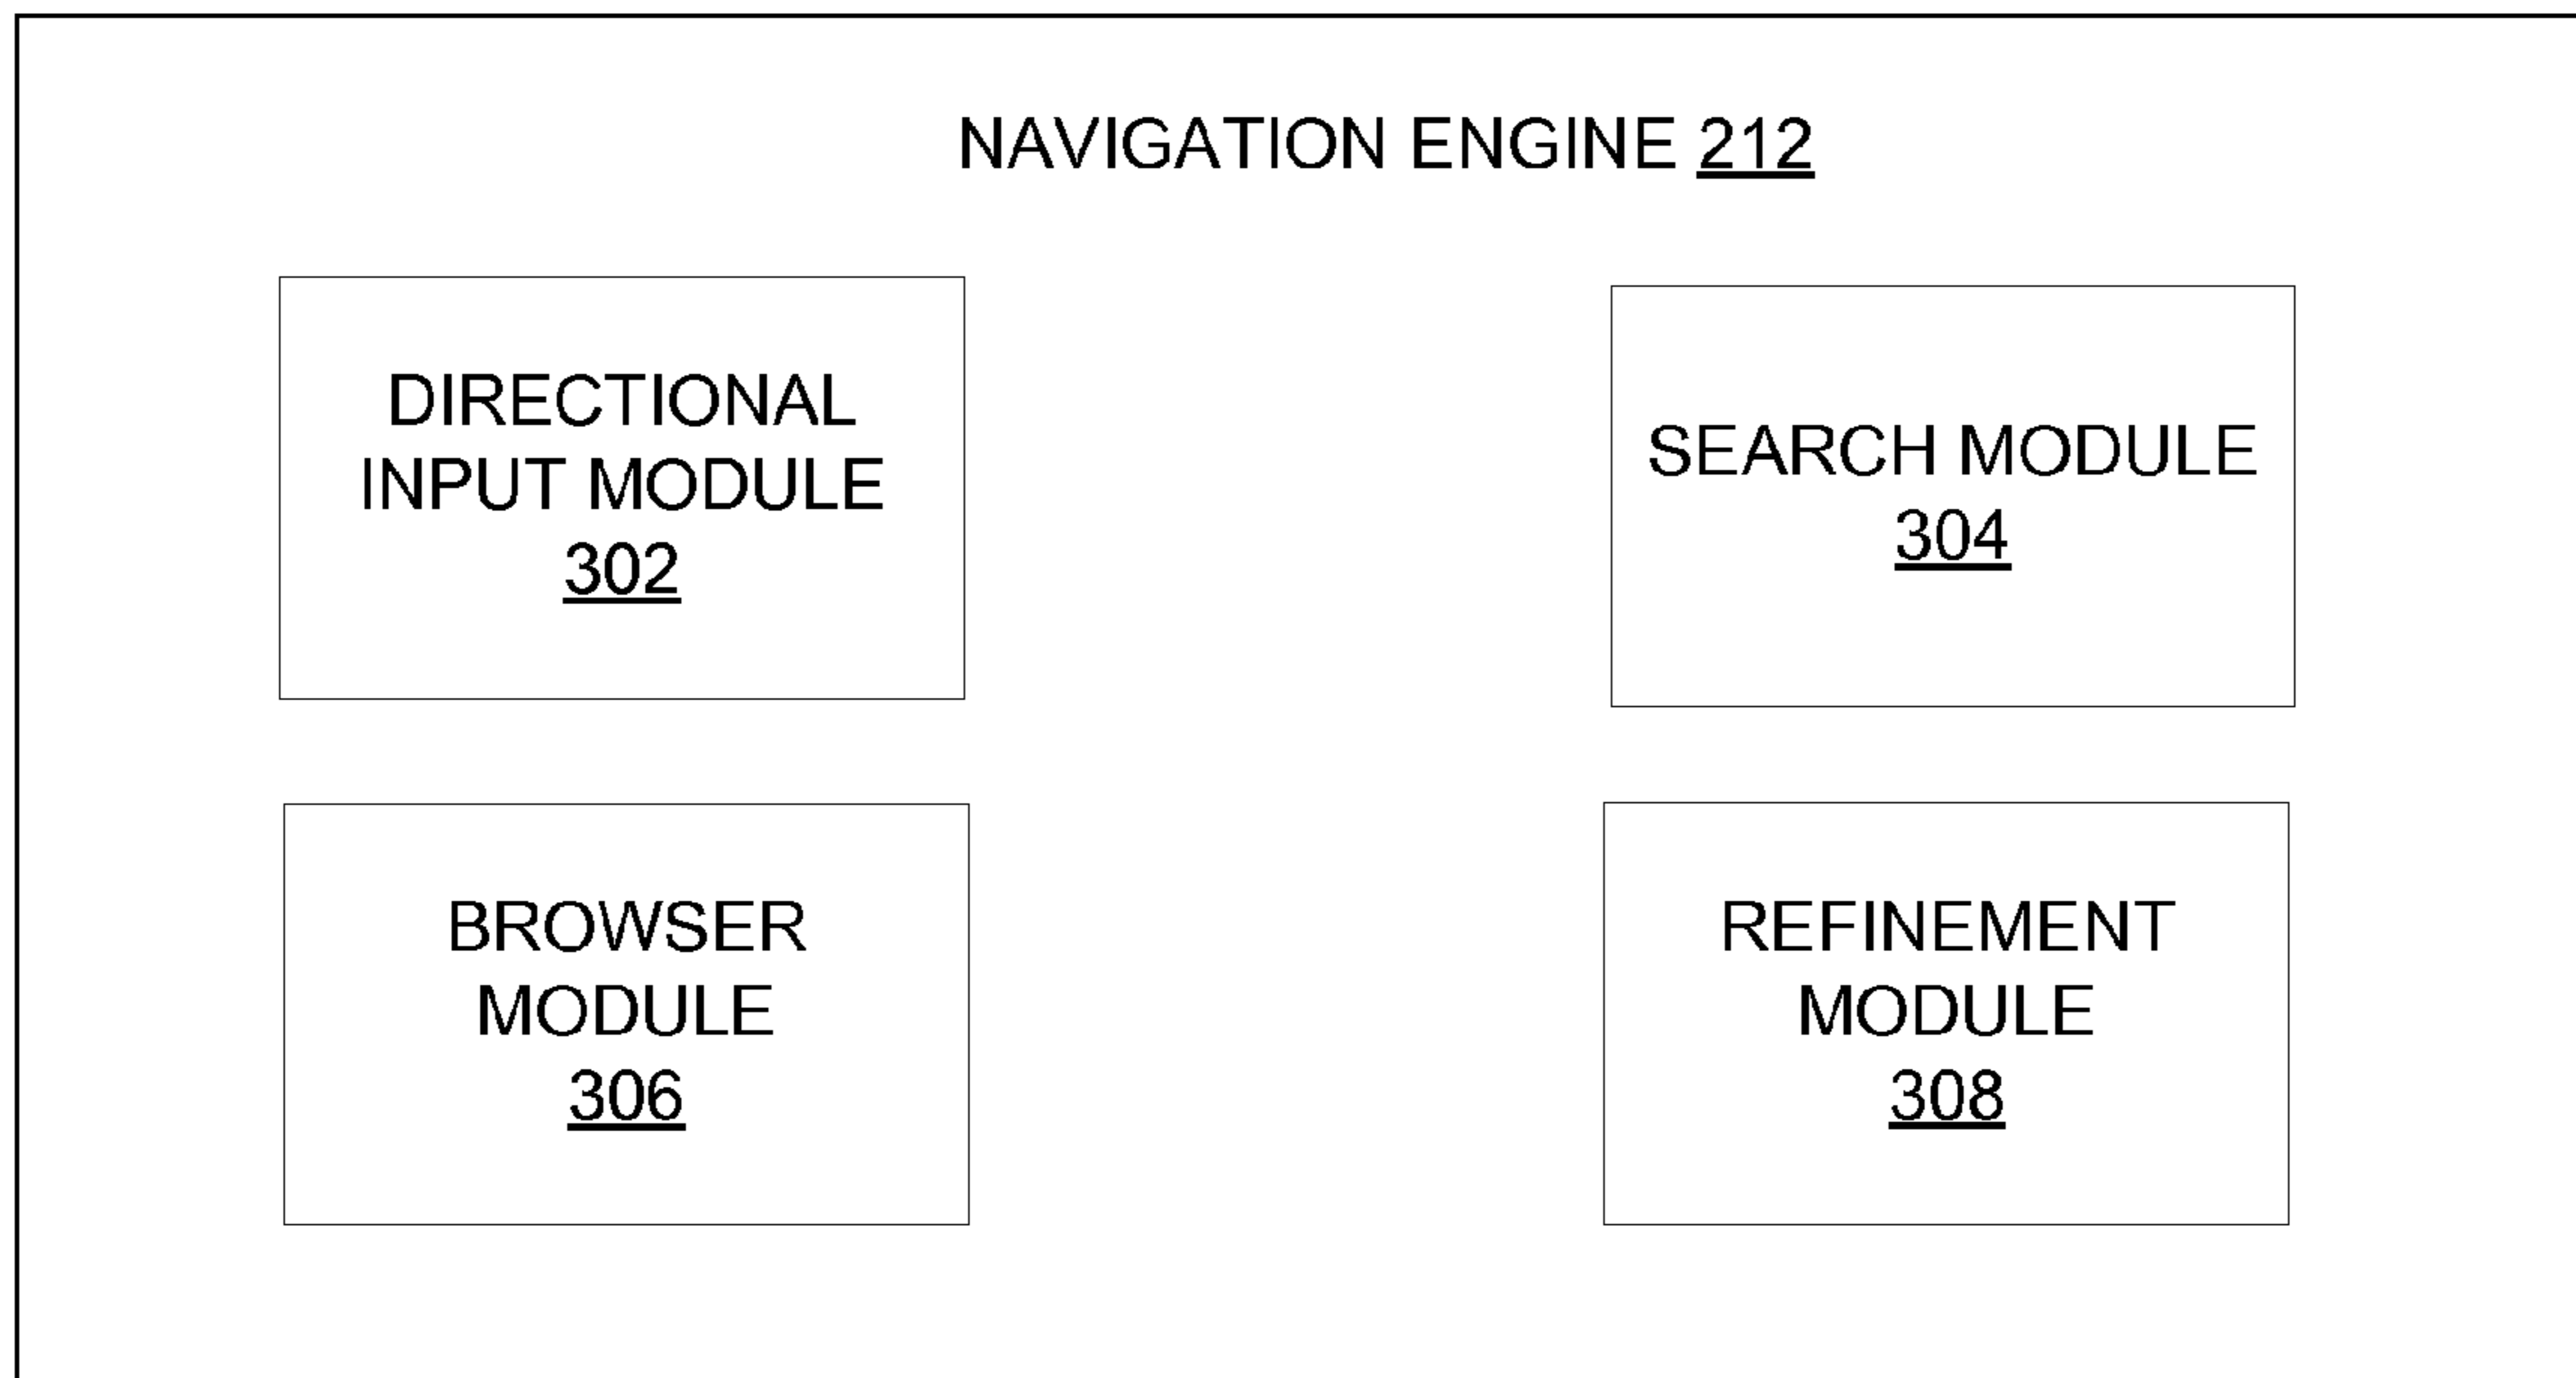 NAVIGATION ENGINE 212
DIRECTIONAL
INPUT MODULE
302
SEARCH MODULE
304
BROWSER
MODULE
306
REFINEMENT
MODULE
308